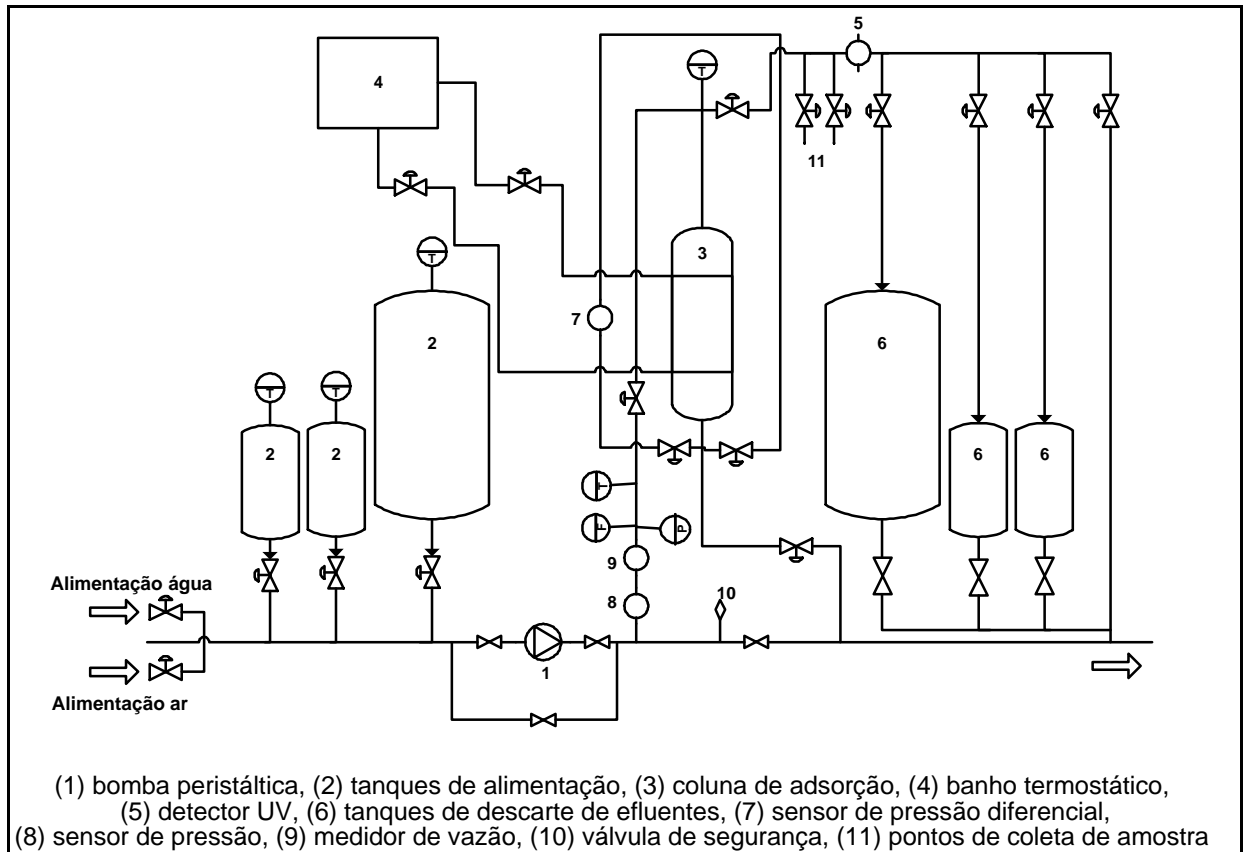 5
4
T
11
3
T
7
2
6
T
T
2
2
6
6
T
F
P
9
Alimentação água
10
8
1
Alimentação ar
(1) bomba peristáltica, (2) tanques de alimentação, (3) coluna de adsorção, (4) banho termostático,
(5) detector UV, (6) tanques de descarte de efluentes, (7) sensor de pressão diferencial,
(8) sensor de pressão, (9) medidor de vazão, (10) válvula de segurança, (11) pontos de coleta de amostra